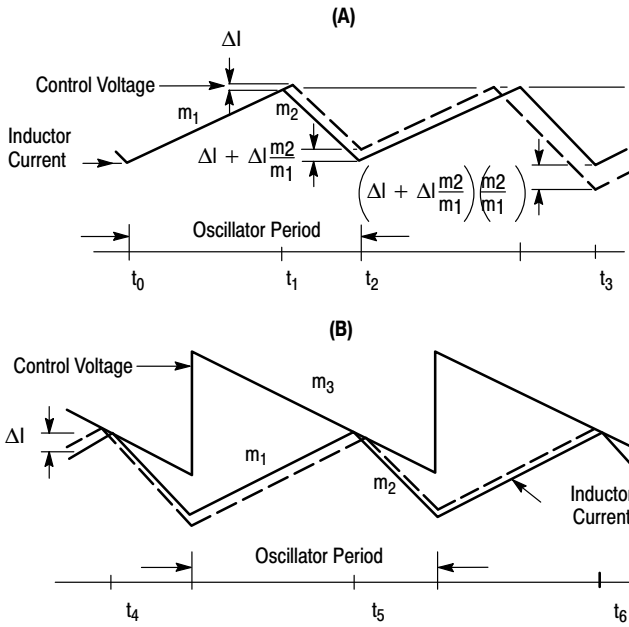 (A)
ΔI
Control Voltage
m1
m2
Inductor
Current
ΔI + ΔI m2/m1
(ΔI + ΔI m2/m1)(m2/m1)
Oscillator Period
t0 t1 t2 t3
(B)
Control Voltage
m3
ΔI
m1
m2
Inductor
Current
Oscillator Period
t4 t5 t6